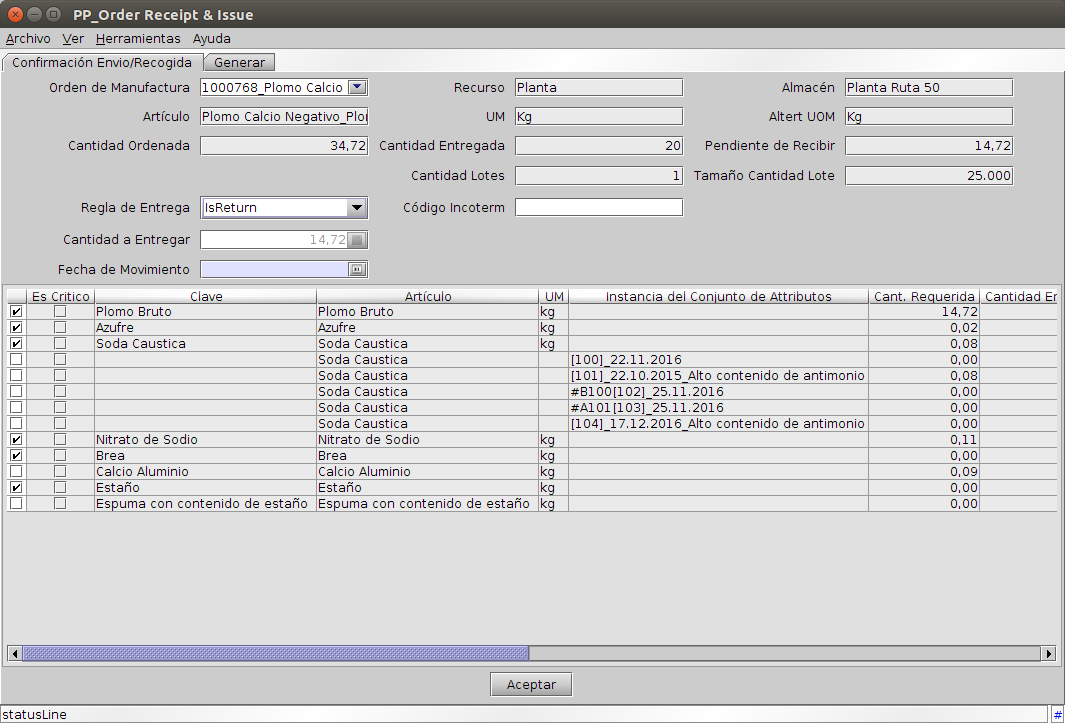 PP_Order Receipt & Issue
Archivo Ver Herramientas Ayuda
Confirmación Envio/Recogida Generar
Orden de Manufactura 1000768_Plomo Calcio Recurso Planta Almacén Planta Ruta 50
Artículo Plomo Calcio Negativo_Plo UM Kg Altert UOM Kg
Cantidad Ordenada 34,72 Cantidad Entregada 20 Pendiente de Recibir 14,72
Cantidad Lotes 1 Tamaño Cantidad Lote 25.000
Regla de Entrega IsReturn Código Incoterm
Cantidad a Entregar 14,72
Fecha de Movimiento
Es Critico Clave Artículo UM Instancia del Conjunto de Attributos Cant. Requerida Cantidad En
Plomo Bruto Plomo Bruto kg 14,72
Azufre Azufre kg 0,02
Soda Caustica Soda Caustica kg 0,08
Soda Caustica [100]_22.11.2016 0,00
Soda Caustica [101]_22.10.2015_Alto contenido de antimonio 0,08
Soda Caustica #B100[102]_25.11.2016 0,00
Soda Caustica #A101[103]_25.11.2016 0,00
Soda Caustica [104]_17.12.2016_Alto contenido de antimonio 0,00
Nitrato de Sodio Nitrato de Sodio kg 0,11
Brea Brea kg 0,00
Calcio Aluminio Calcio Aluminio kg 0,09
Estaño Estaño kg 0,00
Espuma con contenido de estaño Espuma con contenido de estaño kg 0,00
Aceptar
statusLine #